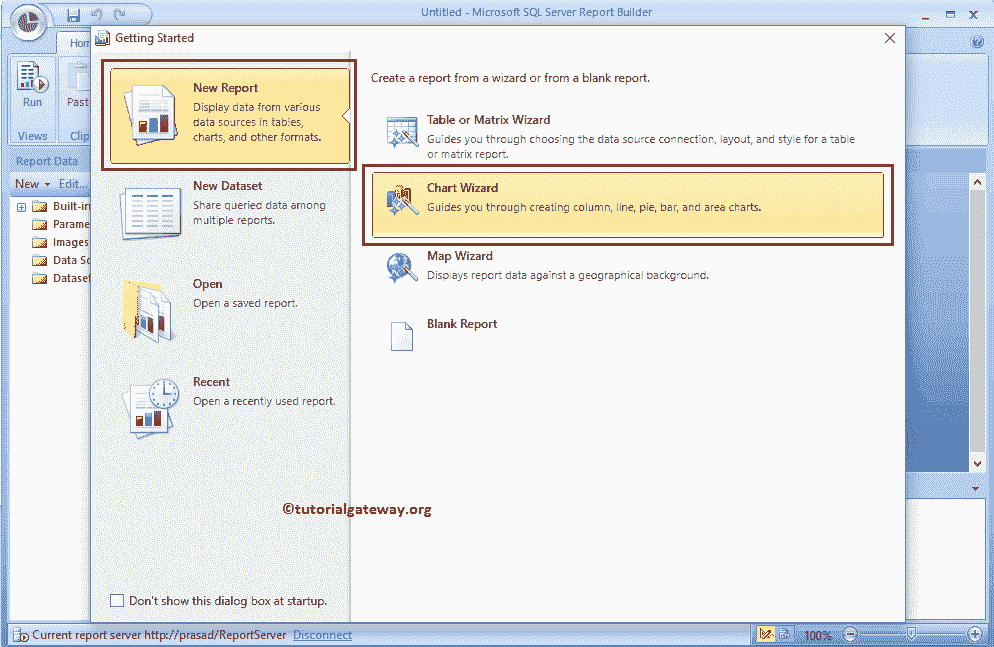 Untitled - Microsoft SQL Server Report Builder
Hom
Run
Past
Views
Clip
Report Data
New
Edit...
Built-in
Parame
Images
Data So
Dataset
Getting Started
New Report
Display data from various
data sources in tables,
charts, and other formats.
New Dataset
Share queried data among
multiple reports.
Open
Open a saved report.
Recent
Open a recently used report.
Don't show this dialog box at startup.
Create a report from a wizard or from a blank report.
Table or Matrix Wizard
Guides you through choosing the data source connection, layout, and style for a table
or matrix report.
Chart Wizard
Guides you through creating column, line, pie, bar, and area charts.
Map Wizard
Displays report data against a geographical background.
Blank Report
©tutorialgateway.org
Current report server http://prasad/ReportServer Disconnect
100%